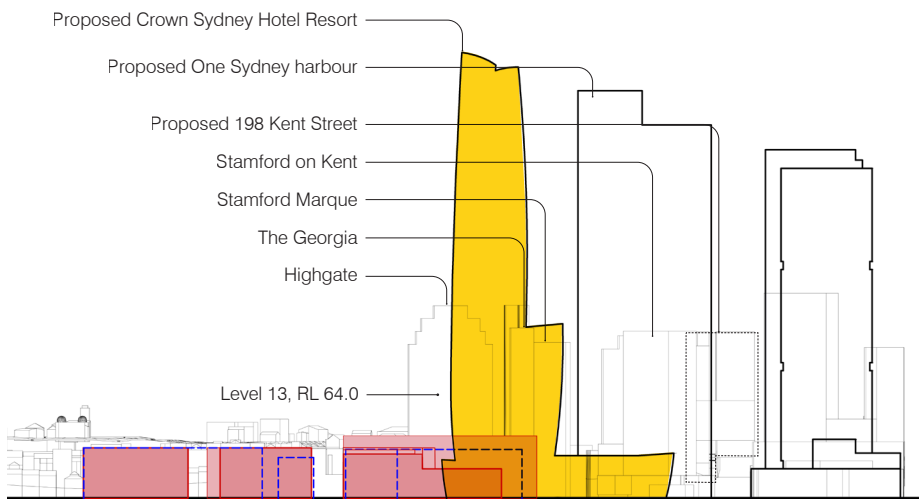 Proposed Crown Sydney Hotel Resort
Proposed One Sydney harbour
Proposed 198 Kent Street
Stamford on Kent
Stamford Marque
The Georgia
Highgate
Level 13, RL 64.0